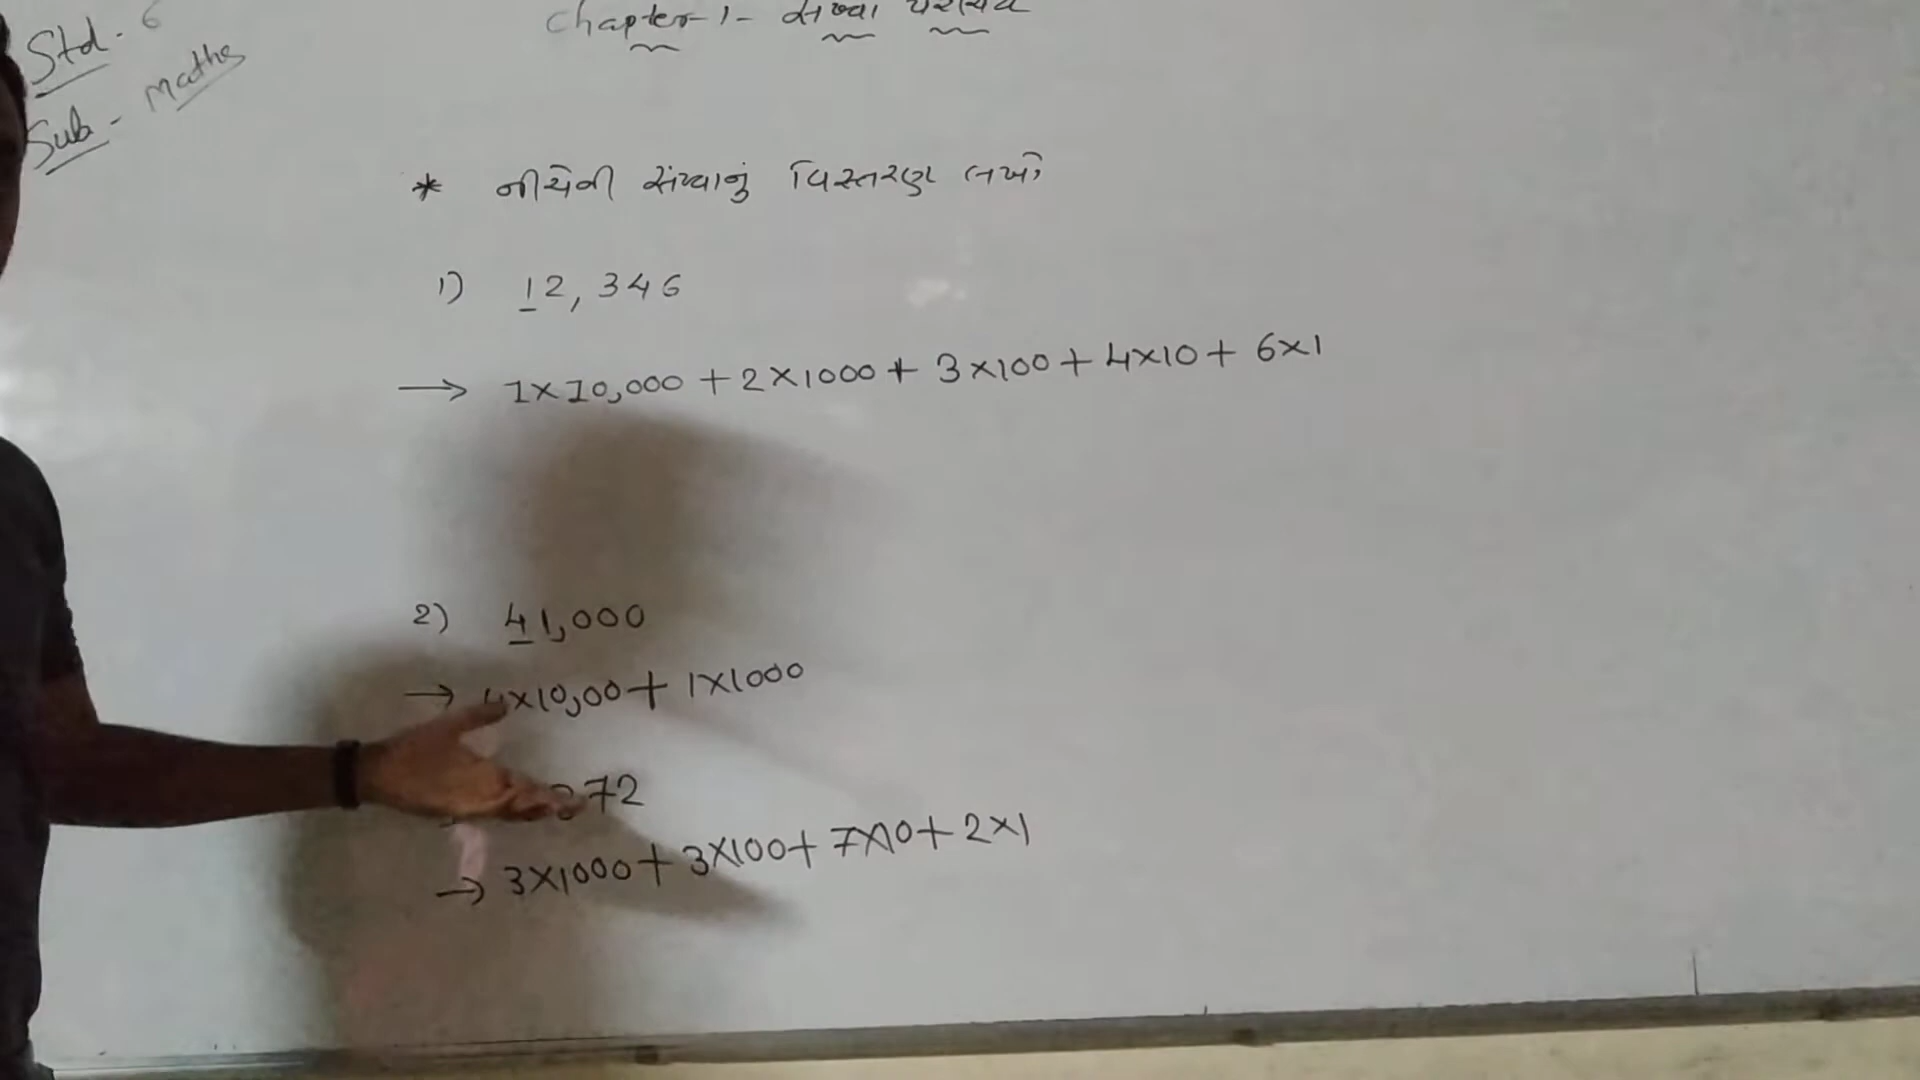 Std. 6
Sub - maths
Chapter-1- સંખ્યા પરિચય
* નીચેની સંખ્યાનું વિસ્તરણ લખો
1) 12,346
→ 1×10,000 + 2×1000 + 3×100 + 4×10 + 6×1
2) 41,000
→ 4×10,00 + 1×1000
372
→ 3×1000 + 3×100 + 7×10 + 2×1